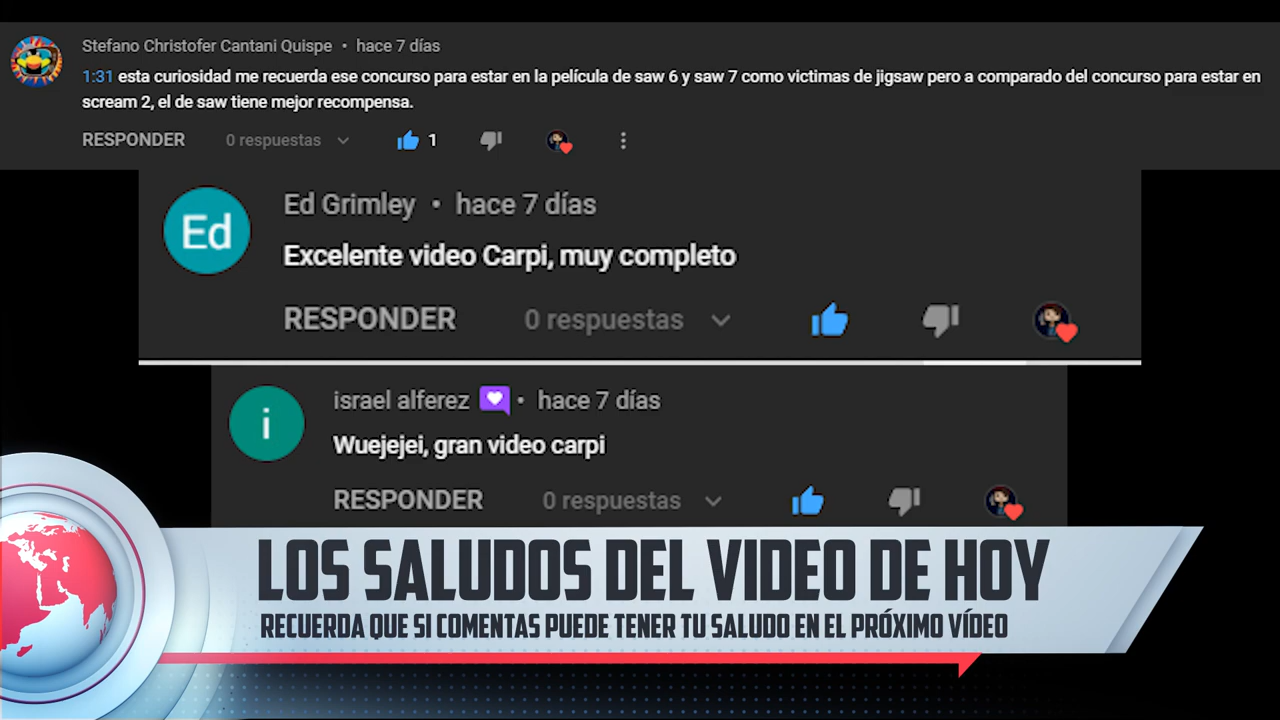 Stefano Christofer Cantani Quispe • hace 7 días
1:31 esta curiosidad me recuerda ese concurso para estar en la película de saw 6 y saw 7 como victimas de jigsaw pero a comparado del concurso para estar en
scream 2, el de saw tiene mejor recompensa.
RESPONDER 0 respuestas 1
Ed
Ed Grimley • hace 7 días
Excelente video Carpi, muy completo
RESPONDER 0 respuestas
i
israel alferez • hace 7 días
Wuejejei, gran video carpi
RESPONDER 0 respuestas
LOS SALUDOS DEL VIDEO DE HOY
RECUERDA QUE SI COMENTAS PUEDE TENER TU SALUDO EN EL PRÓXIMO VÍDEO